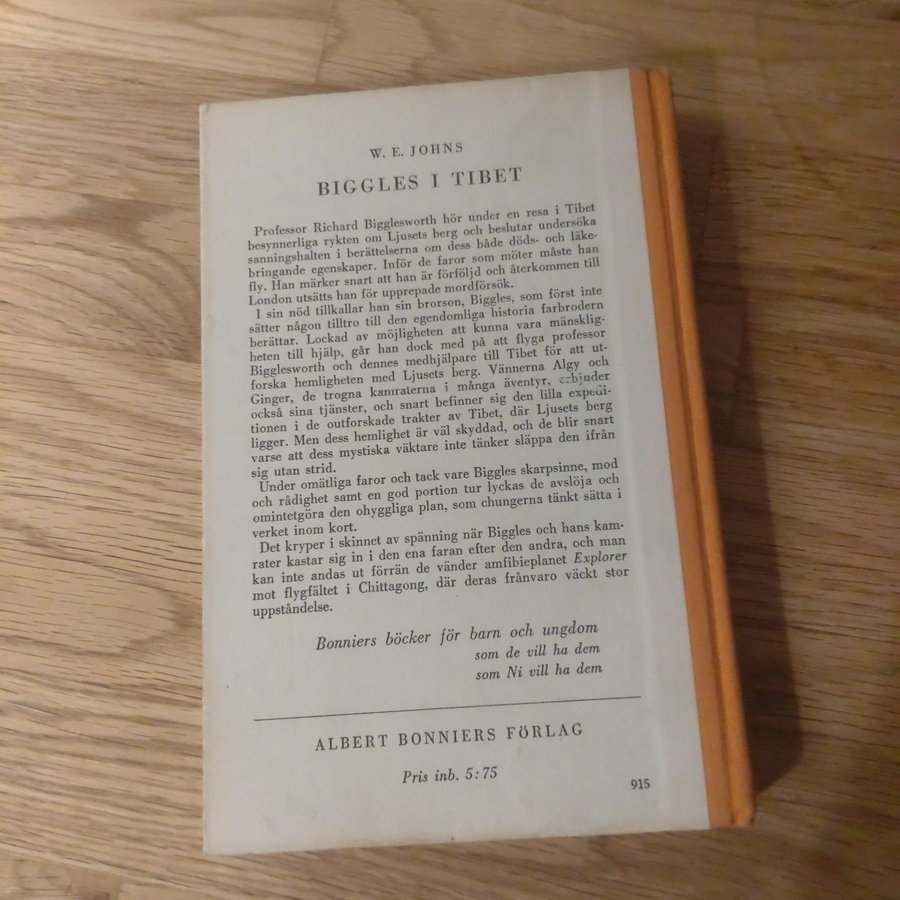 W. E. JOHNS
BIGGLES I TIBET
Professor Richard Bigglesworth hör under en resa i Tibet
besynnerliga rykten om Ljusets berg och beslutar undersöka
sanningshalten i berättelserna om dess både döds- och läke-
bringande egenskaper. Inför de faror som möter måste han
fly. Han märker snart att han är förföljd och återkommen till
London utsätts han för upprepade mordförsök.
I sin nöd tillkallar han sin brorson, Biggles, som först inte
sätter någon tilltro till den egendomliga historia farbrodern
berättar. Lockad av möjligheten att kunna vara mänsklig-
heten till hjälp, går han dock med på att flyga professor
Bigglesworth och dennes medhjälpare till Tibet för att ut-
forska hemligheten med Ljusets berg. Vännerna Algy och
Ginger, de trogna kamraterna i många äventyr, erbjuder
också sina tjänster, och snart befinner sig den lilla expedi-
tionen i de outforskade trakter av Tibet, där Ljusets berg
ligger. Men dess hemlighet är väl skyddad, och de blir snart
varse att dess mystiska väktare inte tänker släppa den ifrån
sig utan strid.
Under omätliga faror och tack vare Biggles skarpsinne, mod
och rådighet samt en god portion tur lyckas de avslöja och
omintetgöra den ohyggliga plan, som chungerna tänkt sätta i
verket inom kort.
Det kryper i skinnet av spänning när Biggles och hans kam-
rater kastar sig in i den ena faran efter den andra, och man
kan inte andas ut förrän de vänder amfibieplanet Explorer
mot flygfältet i Chittagong, där deras frånvaro väckt stor
uppståndelse.
Bonniers böcker för barn och ungdom
som de vill ha dem
som Ni vill ha dem
ALBERT BONNIERS FÖRLAG
Pris inb. 5:75
915